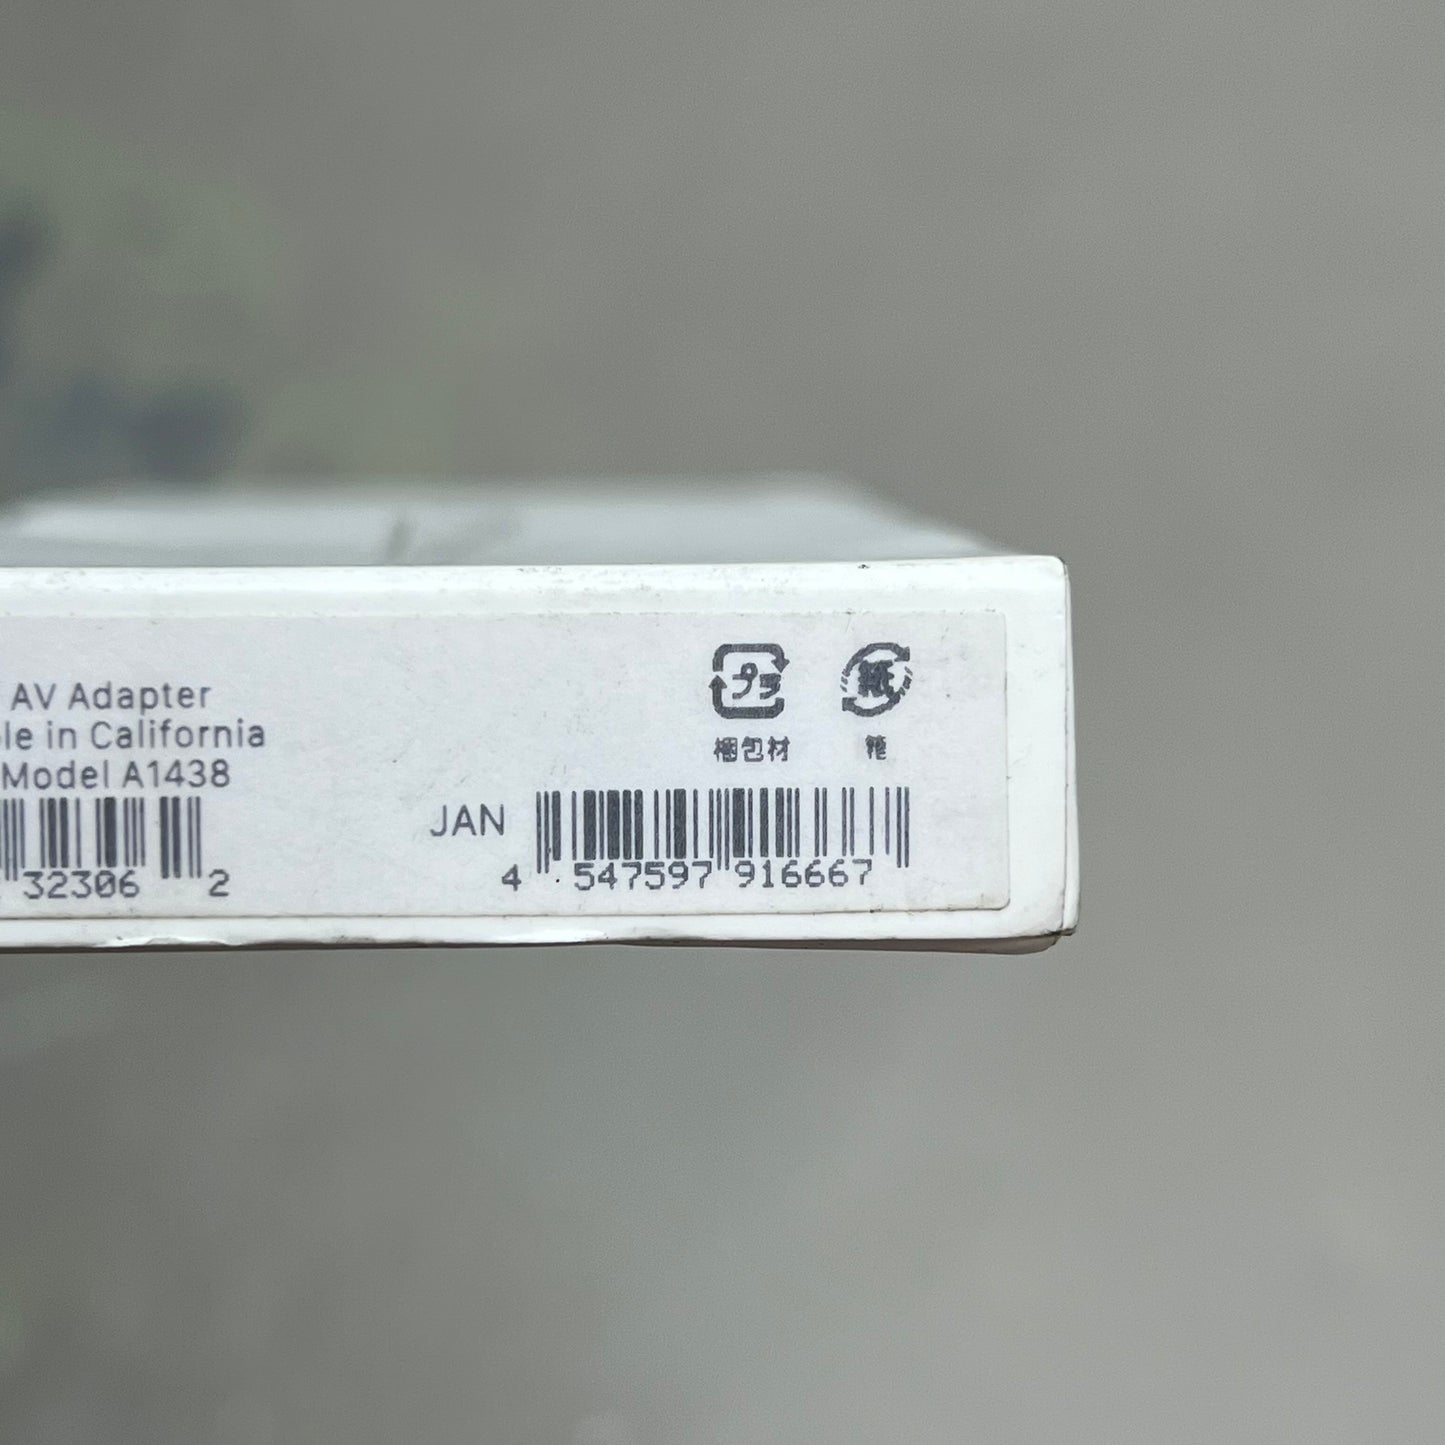 AV Adapter
le in California
Model A1438
32306 2
プラ
紙
梱包材
箱
JAN
4 547597 916667